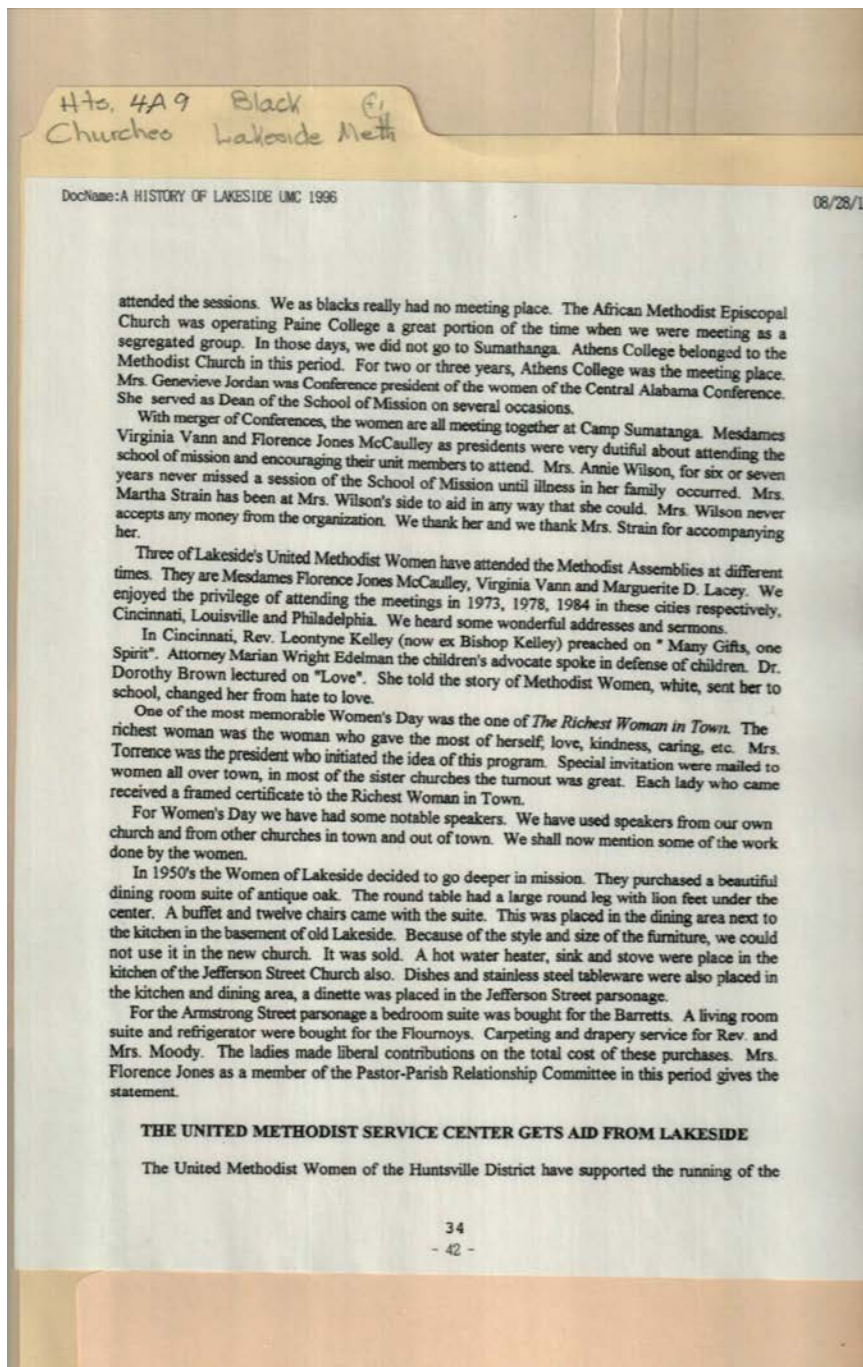 Hts. 4A9 Black
Churches Lakeside Meth
DocName:A HISTORY OF LAKESIDE UMC 1996
08/28/1
attended the sessions. We as blacks really had no meeting place. The African Methodist Episcopal
Church was operating Paine College a great portion of the time when we were meeting as a
segregated group. In those days, we did not go to Sumathanga. Athens College belonged to the
Methodist Church in this period. For two or three years, Athens College was the meeting place.
Mrs. Genevieve Jordan was Conference president of the women of the Central Alabama Conference.
She served as Dean of the School of Mission on several occasions.
With merger of Conferences, the women are all meeting together at Camp Sumatanga. Mesdames
Virginia Vann and Florence Jones McCaulley as presidents were very dutiful about attending the
school of mission and encouraging their unit members to attend. Mrs. Annie Wilson, for six or seven
years never missed a session of the School of Mission until illness in her family occurred. Mrs.
Martha Strain has been at Mrs. Wilson's side to aid in any way that she could. Mrs. Wilson never
accepts any money from the organization. We thank her and we thank Mrs. Strain for accompanying
her.
Three of Lakeside's United Methodist Women have attended the Methodist Assemblies at different
times. They are Mesdames Florence Jones McCaulley, Virginia Vann and Marguerite D. Lacey. We
enjoyed the privilege of attending the meetings in 1973, 1978, 1984 in these cities respectively,
Cincinnati, Louisville and Philadelphia. We heard some wonderful addresses and sermons.
In Cincinnati, Rev. Leontyne Kelley (now ex Bishop Kelley) preached on " Many Gifts, one
Spirit". Attorney Marian Wright Edelman the children's advocate spoke in defense of children. Dr.
Dorothy Brown lectured on "Love". She told the story of Methodist Women, white, sent her to
school, changed her from hate to love.
One of the most memorable Women's Day was the one of The Richest Woman in Town. The
richest woman was the woman who gave the most of herself; love, kindness, caring, etc. Mrs.
Torrence was the president who initiated the idea of this program. Special invitation were mailed to
women all over town, in most of the sister churches the turnout was great. Each lady who came
received a framed certificate to the Richest Woman in Town.
For Women's Day we have had some notable speakers. We have used speakers from our own
church and from other churches in town and out of town. We shall now mention some of the work
done by the women.
In 1950's the Women of Lakeside decided to go deeper in mission. They purchased a beautiful
dining room suite of antique oak. The round table had a large round leg with lion feet under the
center. A buffet and twelve chairs came with the suite. This was placed in the dining area next to
the kitchen in the basement of old Lakeside. Because of the style and size of the furniture, we could
not use it in the new church. It was sold. A hot water heater, sink and stove were place in the
kitchen of the Jefferson Street Church also. Dishes and stainless steel tableware were also placed in
the kitchen and dining area, a dinette was placed in the Jefferson Street parsonage.
For the Armstrong Street parsonage a bedroom suite was bought for the Barretts. A living room
suite and refrigerator were bought for the Flournoys. Carpeting and drapery service for Rev. and
Mrs. Moody. The ladies made liberal contributions on the total cost of these purchases. Mrs.
Florence Jones as a member of the Pastor-Parish Relationship Committee in this period gives the
statement.
THE UNITED METHODIST SERVICE CENTER GETS AID FROM LAKESIDE
The United Methodist Women of the Huntsville District have supported the running of the
34
- 42 -